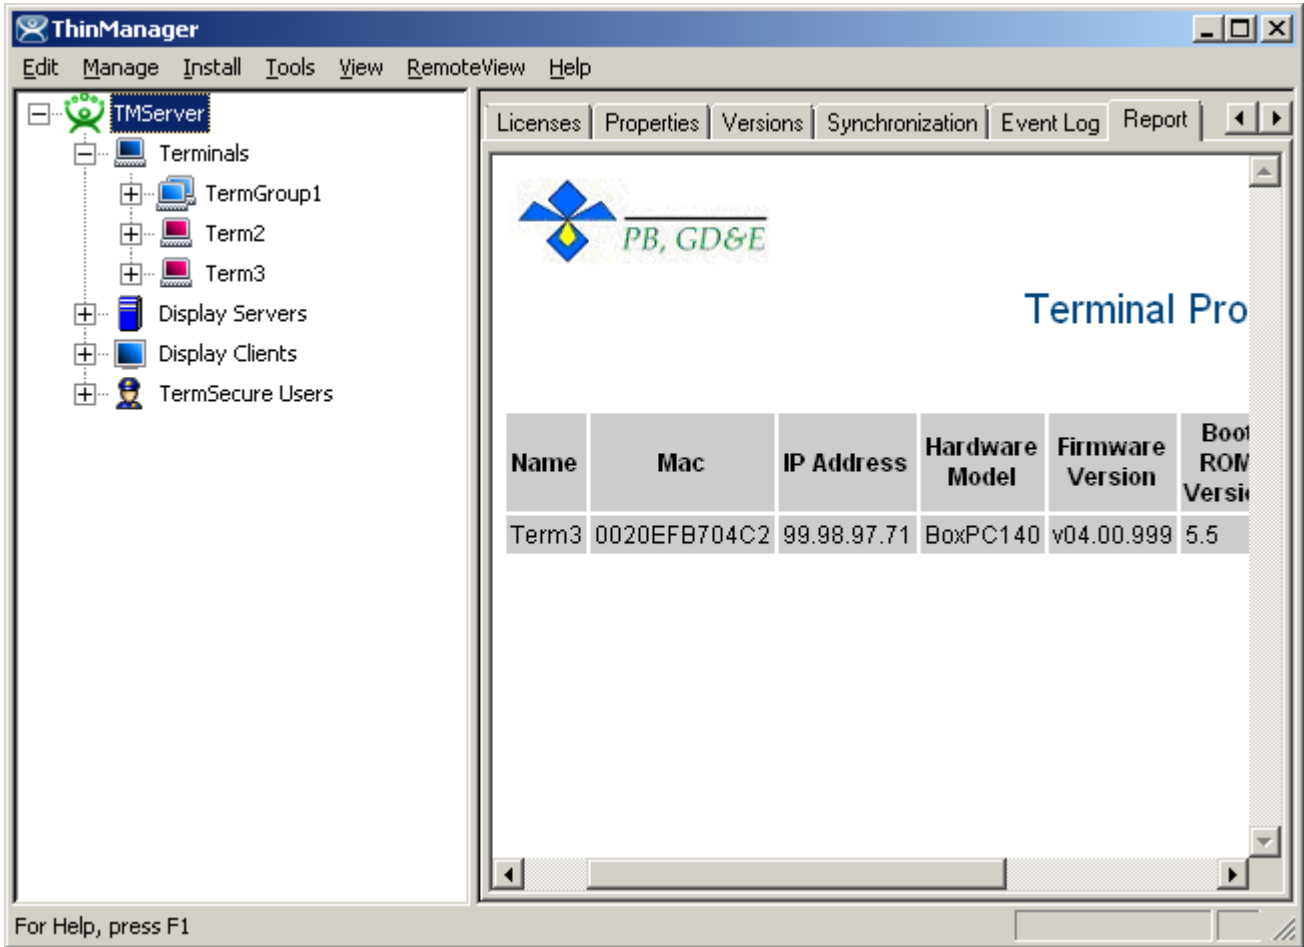 ThinManager
Edit Manage Install Tools View RemoteView Help
TMServer
Terminals
TermGroup1
Term2
Term3
Display Servers
Display Clients
TermSecure Users
Licenses Properties Versions Synchronization Event Log Report
PB, GD&E
Terminal Pro
Name Mac IP Address Hardware Model Firmware Version Boot ROM Versi
Term3 0020EFB704C2 99.98.97.71 BoxPC140 v04.00.999 5.5
For Help, press F1